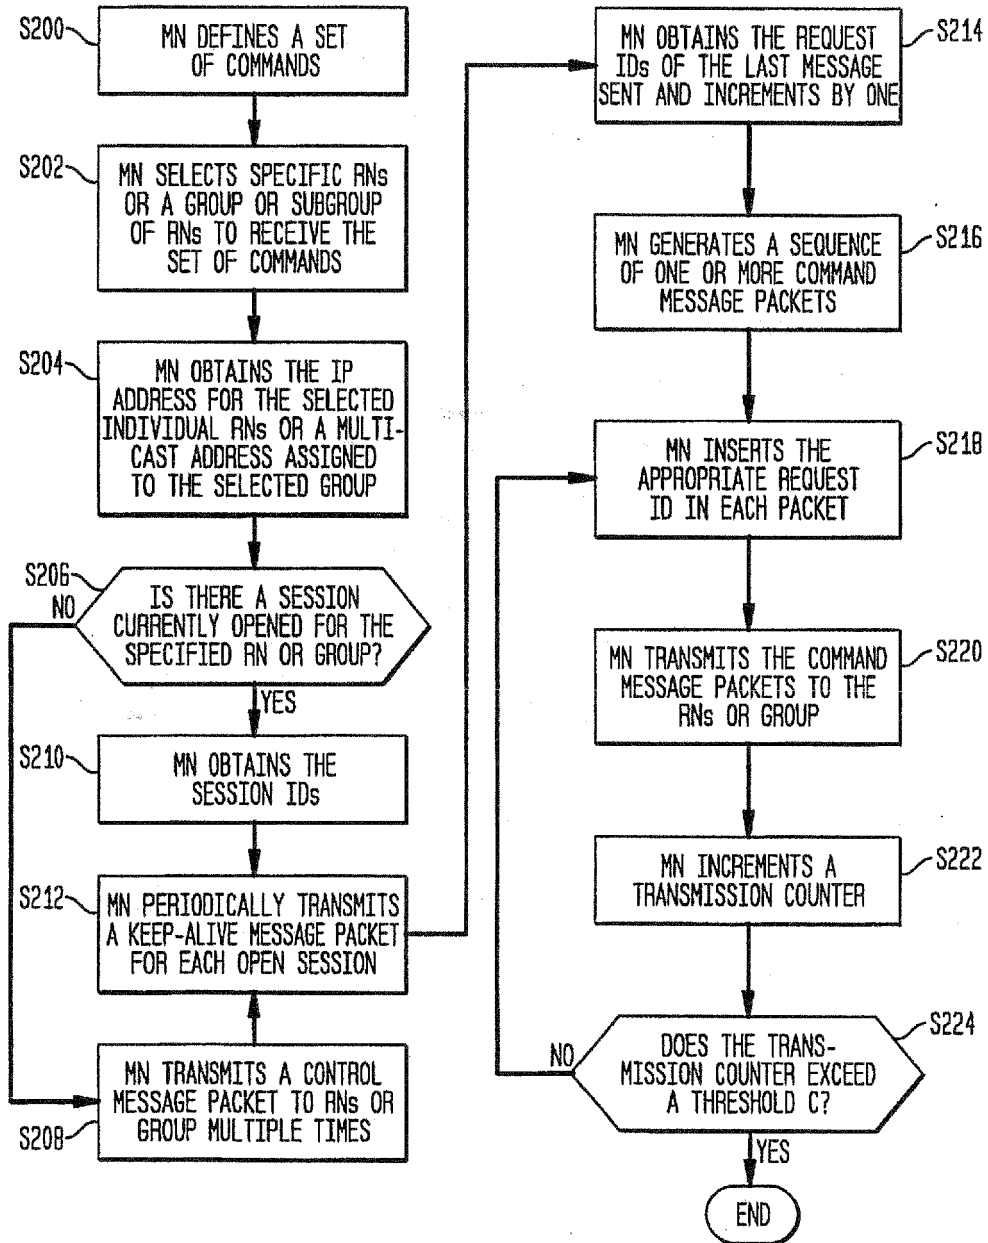 S200
MN DEFINES A SET
OF COMMANDS
S202
MN SELECTS SPECIFIC RNs
OR A GROUP OR SUBGROUP
OF RNs TO RECEIVE THE
SET OF COMMANDS
S204
MN OBTAINS THE IP
ADDRESS FOR THE SELECTED
INDIVIDUAL RNs OR A MULTI-
CAST ADDRESS ASSIGNED
TO THE SELECTED GROUP
S206
NO
IS THERE A SESSION
CURRENTLY OPENED FOR THE
SPECIFIED RN OR GROUP?
YES
S210
MN OBTAINS THE
SESSION IDs
S212
MN PERIODICALLY TRANSMITS
A KEEP-ALIVE MESSAGE PACKET
FOR EACH OPEN SESSION
MN TRANSMITS A CONTROL
MESSAGE PACKET TO RNs OR
GROUP MULTIPLE TIMES
S208
S214
MN OBTAINS THE REQUEST
IDs OF THE LAST MESSAGE
SENT AND INCREMENTS BY ONE
S216
MN GENERATES A SEQUENCE
OF ONE OR MORE COMMAND
MESSAGE PACKETS
S218
MN INSERTS THE
APPROPRIATE REQUEST
ID IN EACH PACKET
S220
MN TRANSMITS THE COMMAND
MESSAGE PACKETS TO THE
RNs OR GROUP
S222
MN INCREMENTS A
TRANSMISSION COUNTER
S224
NO
DOES THE TRANS-
MISSION COUNTER EXCEED
A THRESHOLD C?
YES
END